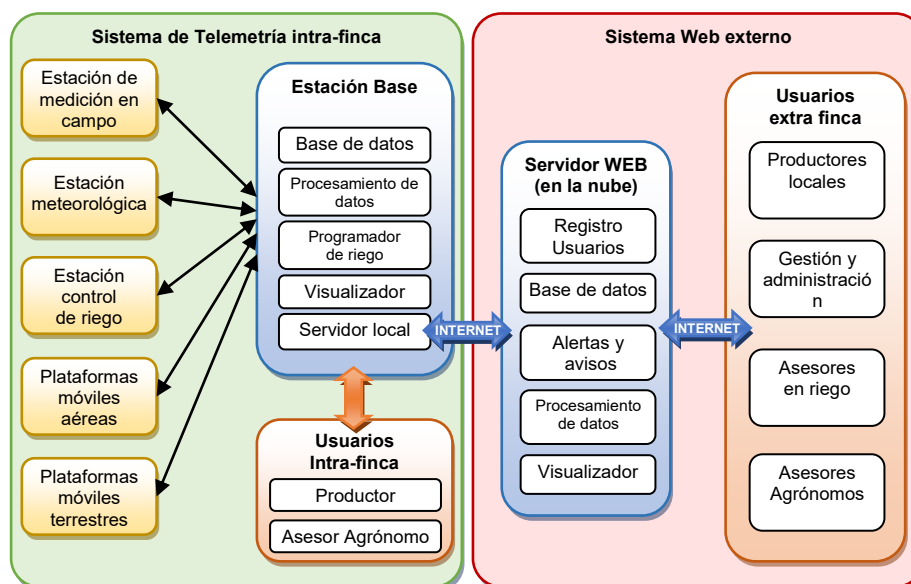 Sistema de Telemetría intra-finca
Estación de
medición en
campo
Estación
meteorológica
Estación
control
de riego
Plataformas
móviles
aéreas
Plataformas
móviles
terrestres
Estación Base
Base de datos
Procesamiento de
datos
Programador
de riego
Visualizador
Servidor local
Usuarios
Intra-finca
Productor
Asesor Agrónomo
INTERNET
Sistema Web externo
Servidor WEB
(en la nube)
Registro
Usuarios
Base de datos
Alertas y
avisos
Procesamiento
de datos
Visualizador
INTERNET
Usuarios
extra finca
Productores
locales
Gestión y
administració
n
Asesores
en riego
Asesores
Agrónomos